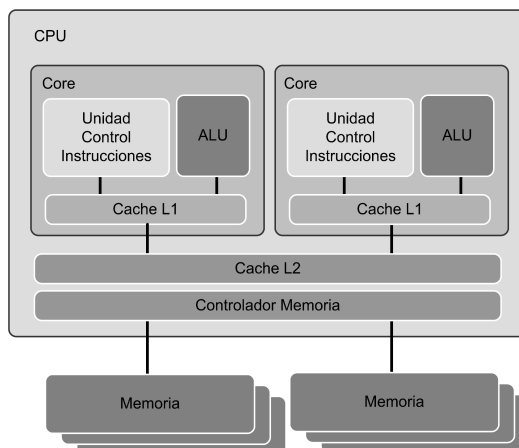 CPU
Core
Unidad
Control
Instrucciones
ALU
Cache L1
Core
Unidad
Control
Instrucciones
ALU
Cache L1
Cache L2
Controlador Memoria
Memoria
Memoria